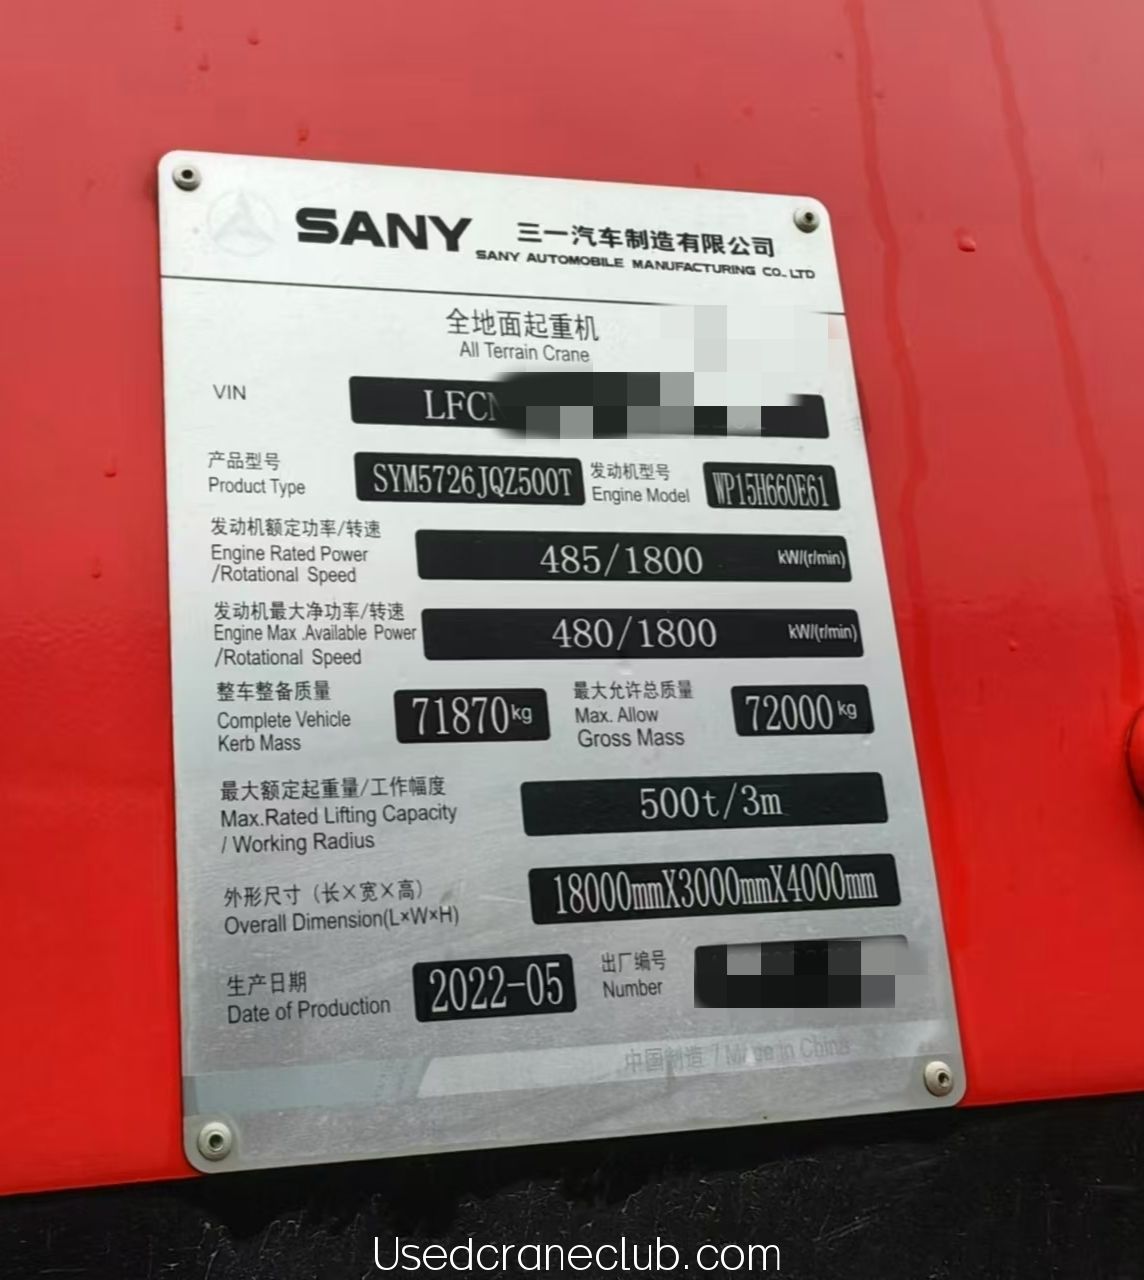 SANY 三一汽车制造有限公司
SANY AUTOMOBILE MANUFACTURING CO., LTD
全地面起重机
All Terrain Crane
VIN LFC
产品型号
Product Type SYM5726JQZ500T
发动机型号
Engine Model WP15H660E61
发动机额定功率/转速
Engine Rated Power
/Rotational Speed
485/1800 kW/(r/min)
发动机最大净功率/转速
Engine Max .Available Power
/Rotational Speed
480/1800 kW/(r/min)
整车整备质量
Complete Vehicle
Kerb Mass
71870kg
最大允许总质量
Max. Allow
Gross Mass
72000kg
最大额定起重量/工作幅度
Max.Rated Lifting Capacity
/ Working Radius
500t/3m
外形尺寸（长×宽×高）
Overall Dimension(L×W×H)
18000mmX3000mmX4000mm
生产日期
Date of Production
2022-05
出厂编号
Number
中国制造 / Made in China
Usedcraneclub.com